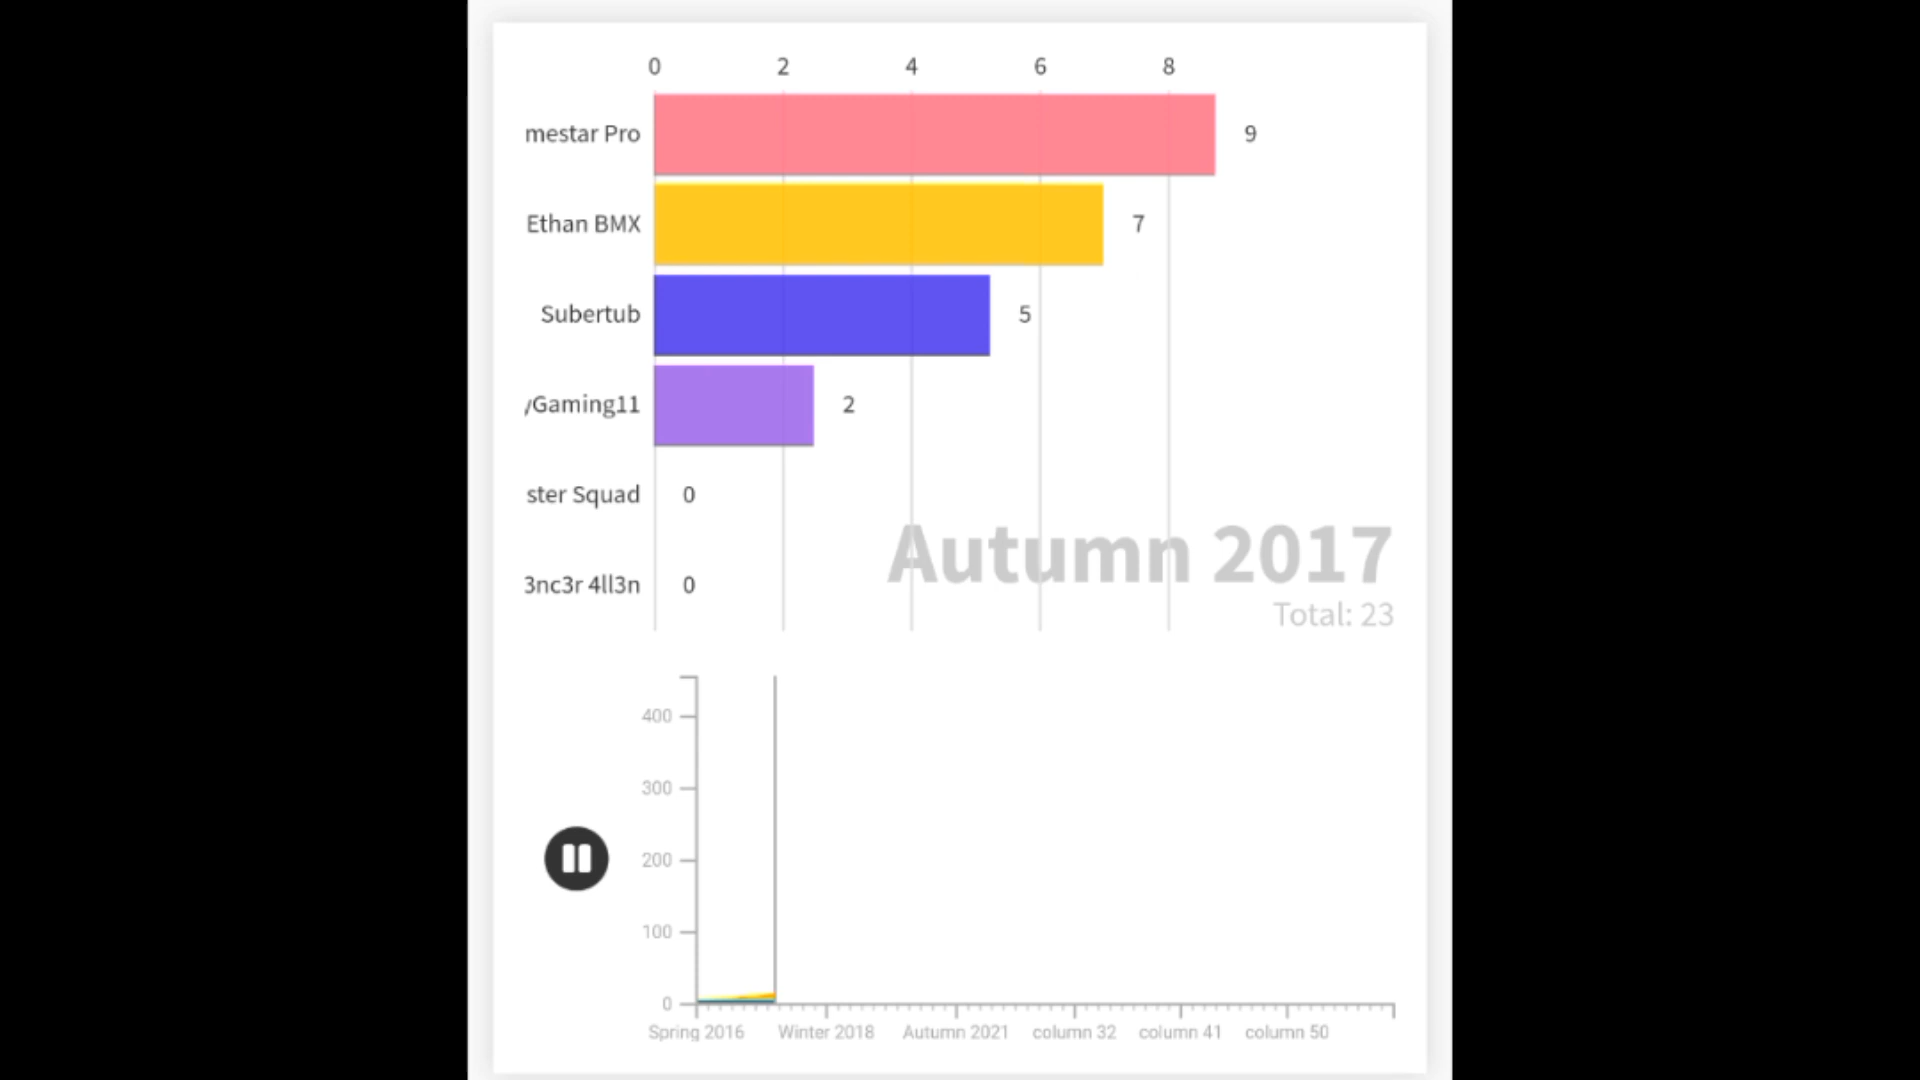 0 2 4 6 8
mestar Pro 9
Ethan BMX 7
Subertub 5
yGaming11 2
ster Squad 0
3nc3r 4ll3n 0
Autumn 2017
Total: 23
400
300
200
100
0
Spring 2016 Winter 2018 Autumn 2021 column 32 column 41 column 50